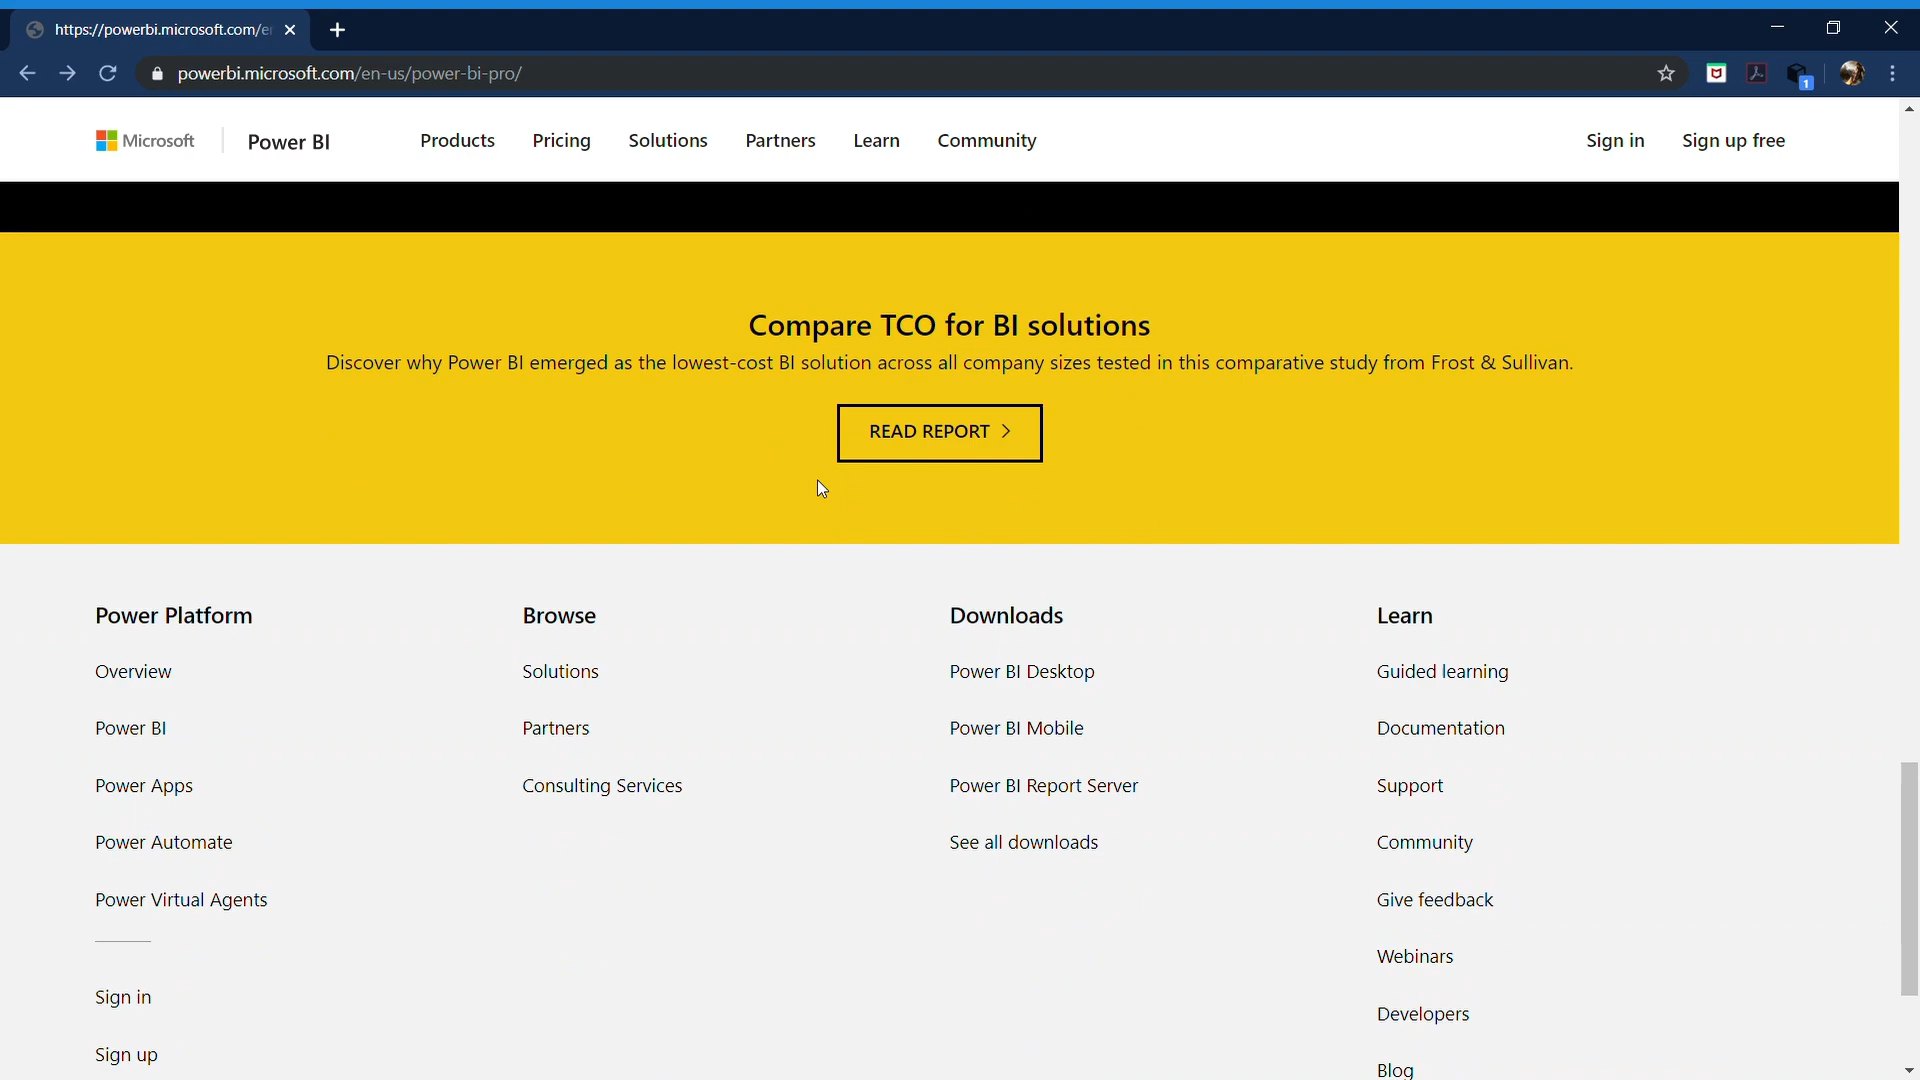 https://powerbi.microsoft.com/e
powerbi.microsoft.com/en-us/power-bi-pro/
1
Microsoft
Power BI
Products
Pricing
Solutions
Partners
Learn
Community
Sign in
Sign up free
Compare TCO for BI solutions
Discover why Power BI emerged as the lowest-cost BI solution across all company sizes tested in this comparative study from Frost & Sullivan.
READ REPORT
Power Platform
Overview
Power BI
Power Apps
Power Automate
Power Virtual Agents
Sign in
Sign up
Browse
Solutions
Partners
Consulting Services
Downloads
Power BI Desktop
Power BI Mobile
Power BI Report Server
See all downloads
Learn
Guided learning
Documentation
Support
Community
Give feedback
Webinars
Developers
Blog